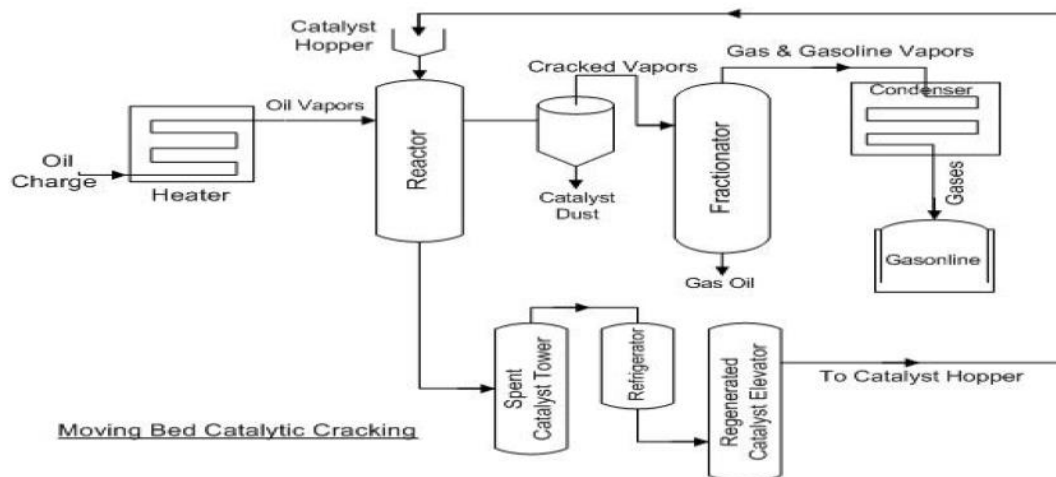 Catalyst
Hopper
Gas & Gasoline Vapors
Cracked Vapors
Condenser
Oil Vapors
Oil
Charge
Heater
Reactor
Catalyst
Dust
Fractionator
Gases
Gasonline
Gas Oil
Spent
Catalyst Tower
Refrigerator
Regenerated
Catalyst Elevator
To Catalyst Hopper
Moving Bed Catalytic Cracking